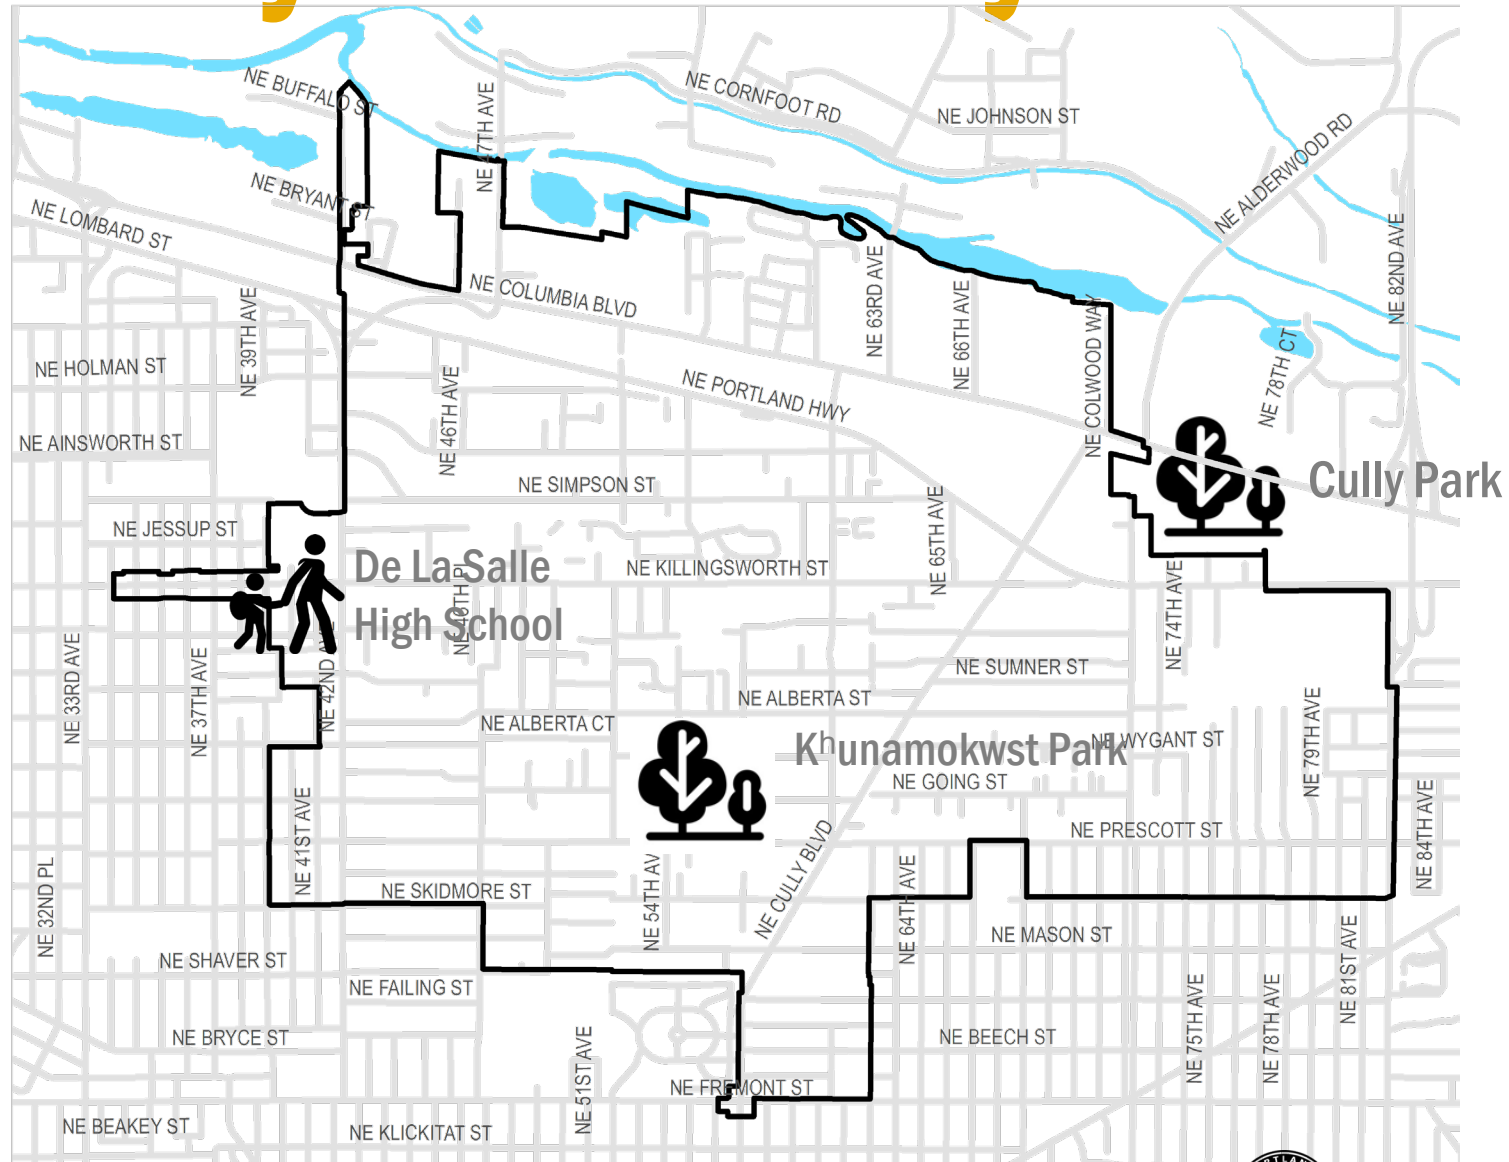 NE BUFFALO ST
NE 47TH AVE
NE CORNFOOT RD
NE JOHNSON ST
NE ALDERWOOD RD
NE BRYANT ST
NE LOMBARD ST
NE COLUMBIA BLVD
NE 63RD AVE
NE 66TH AVE
NE COLWOOD WAY
NE 82ND AVE
NE 78TH CT
NE 39TH AVE
NE HOLMAN ST
NE 46TH AVE
NE PORTLAND HWY
NE AINSWORTH ST
NE SIMPSON ST
Cully Park
NE JESSUP ST
NE 65TH AVE
De La Salle
High School
NE KILLINGSWORTH ST
NE 74TH AVE
NE 33RD AVE
NE 37TH AVE
NE 42ND AVE
NE SUMNER ST
NE ALBERTA ST
NE ALBERTA CT
Kʰunamokwst Park
NE WYGANT ST
NE 79TH AVE
NE GOING ST
NE 41ST AVE
NE PRESCOTT ST
NE 84TH AVE
NE CULLY BLVD
NE 32ND PL
NE SKIDMORE ST
NE 54TH AV
NE 64TH AVE
NE MASON ST
NE 81ST AVE
NE SHAVER ST
NE FAILING ST
NE 75TH AVE
NE 78TH AVE
NE BRYCE ST
NE 51ST AVE
NE BEECH ST
NE FREMONT ST
NE BEAKEY ST
NE KLICKITAT ST